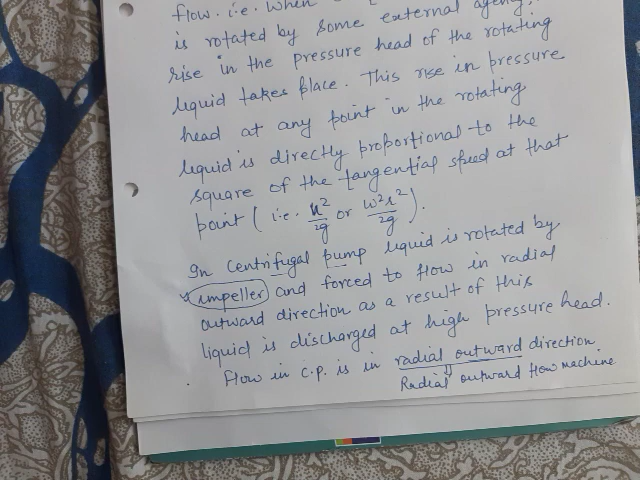 flow. i.e. when
is rotated by some external agency.
rise in the pressure head of the rotating
liquid takes place. This rise in pressure
head at any point in the rotating
liquid is directly proportional to the
square of the tangential speed at that
point ( i.e. u²/2g or ω²r²/2g ).
In Centrifugal pump liquid is rotated by
impeller and forced to flow in radial
outward direction as a result of this
liquid is discharged at high pressure head.
Flow in C.P. is in radial outward direction
⇓
Radial outward flow machine